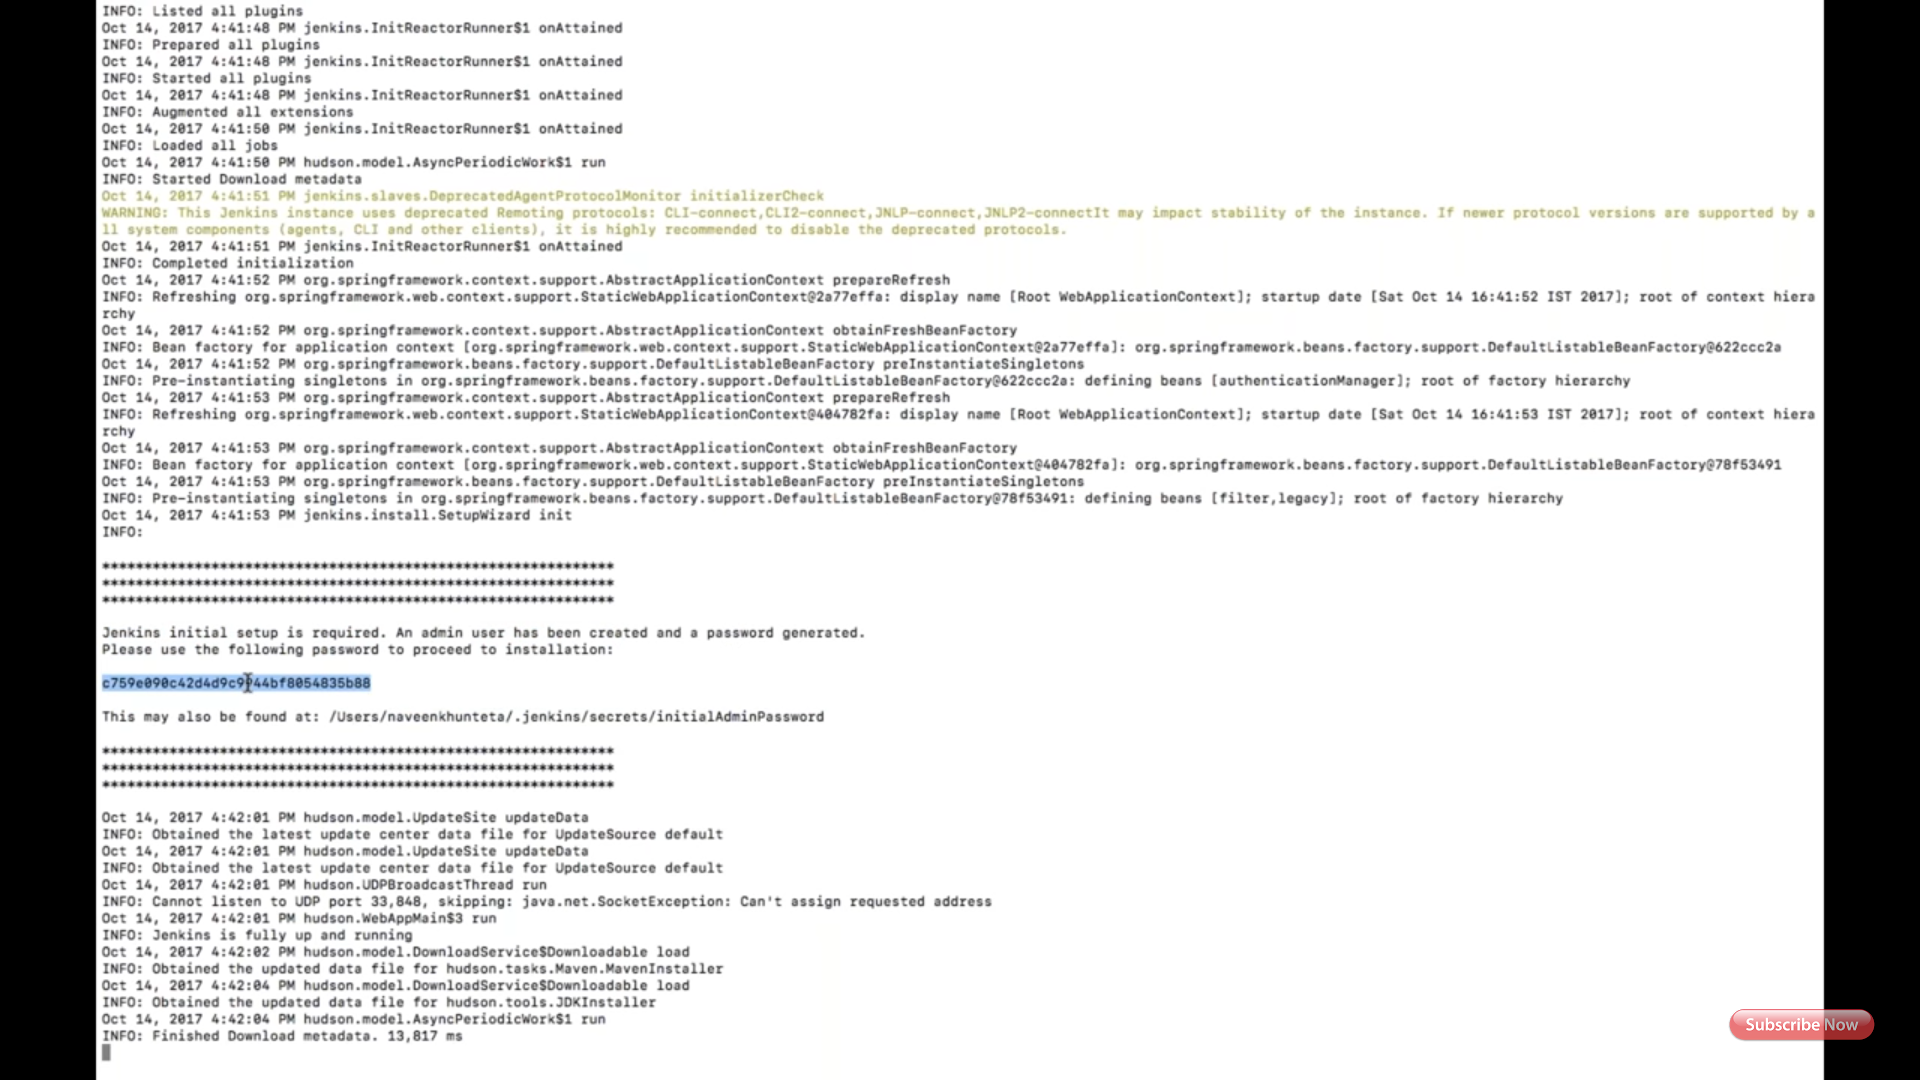 INFO: Listed all plugins
Oct 14, 2017 4:41:48 PM jenkins.InitReactorRunner$1 onAttained
INFO: Prepared all plugins
Oct 14, 2017 4:41:48 PM jenkins.InitReactorRunner$1 onAttained
INFO: Started all plugins
Oct 14, 2017 4:41:48 PM jenkins.InitReactorRunner$1 onAttained
INFO: Augmented all extensions
Oct 14, 2017 4:41:50 PM jenkins.InitReactorRunner$1 onAttained
INFO: Loaded all jobs
Oct 14, 2017 4:41:50 PM hudson.model.AsyncPeriodicWork$1 run
INFO: Started Download metadata
Oct 14, 2017 4:41:51 PM jenkins.slaves.DeprecatedAgentProtocolMonitor initializerCheck
WARNING: This Jenkins instance uses deprecated Remoting protocols: CLI-connect,CLI2-connect,JNLP-connect,JNLP2-connectIt may impact stability of the instance. If newer protocol versions are supported by a
ll system components (agents, CLI and other clients), it is highly recommended to disable the deprecated protocols.
Oct 14, 2017 4:41:51 PM jenkins.InitReactorRunner$1 onAttained
INFO: Completed initialization
Oct 14, 2017 4:41:52 PM org.springframework.context.support.AbstractApplicationContext prepareRefresh
INFO: Refreshing org.springframework.web.context.support.StaticWebApplicationContext@2a77effa: display name [Root WebApplicationContext]; startup date [Sat Oct 14 16:41:52 IST 2017]; root of context hiera
rchy
Oct 14, 2017 4:41:52 PM org.springframework.context.support.AbstractApplicationContext obtainFreshBeanFactory
INFO: Bean factory for application context [org.springframework.web.context.support.StaticWebApplicationContext@2a77effa]: org.springframework.beans.factory.support.DefaultListableBeanFactory@622ccc2a
Oct 14, 2017 4:41:52 PM org.springframework.beans.factory.support.DefaultListableBeanFactory preInstantiateSingletons
INFO: Pre-instantiating singletons in org.springframework.beans.factory.support.DefaultListableBeanFactory@622ccc2a: defining beans [authenticationManager]; root of factory hierarchy
Oct 14, 2017 4:41:53 PM org.springframework.context.support.AbstractApplicationContext prepareRefresh
INFO: Refreshing org.springframework.web.context.support.StaticWebApplicationContext@404782fa: display name [Root WebApplicationContext]; startup date [Sat Oct 14 16:41:53 IST 2017]; root of context hiera
rchy
Oct 14, 2017 4:41:53 PM org.springframework.context.support.AbstractApplicationContext obtainFreshBeanFactory
INFO: Bean factory for application context [org.springframework.web.context.support.StaticWebApplicationContext@404782fa]: org.springframework.beans.factory.support.DefaultListableBeanFactory@78f53491
Oct 14, 2017 4:41:53 PM org.springframework.beans.factory.support.DefaultListableBeanFactory preInstantiateSingletons
INFO: Pre-instantiating singletons in org.springframework.beans.factory.support.DefaultListableBeanFactory@78f53491: defining beans [filter,legacy]; root of factory hierarchy
Oct 14, 2017 4:41:53 PM jenkins.install.SetupWizard init
INFO:
*************************************************************
*************************************************************
*************************************************************
Jenkins initial setup is required. An admin user has been created and a password generated.
Please use the following password to proceed to installation:
This may also be found at: /Users/naveenkhunteta/.jenkins/secrets/initialAdminPassword
*************************************************************
*************************************************************
*************************************************************
Oct 14, 2017 4:42:01 PM hudson.model.UpdateSite updateData
INFO: Obtained the latest update center data file for UpdateSource default
Oct 14, 2017 4:42:01 PM hudson.model.UpdateSite updateData
INFO: Obtained the latest update center data file for UpdateSource default
Oct 14, 2017 4:42:01 PM hudson.UDPBroadcastThread run
INFO: Cannot listen to UDP port 33,848, skipping: java.net.SocketException: Can't assign requested address
Oct 14, 2017 4:42:01 PM hudson.WebAppMain$3 run
INFO: Jenkins is fully up and running
Oct 14, 2017 4:42:02 PM hudson.model.DownloadService$Downloadable load
INFO: Obtained the updated data file for hudson.tasks.Maven.MavenInstaller
Oct 14, 2017 4:42:04 PM hudson.model.DownloadService$Downloadable load
INFO: Obtained the updated data file for hudson.tools.JDKInstaller
Oct 14, 2017 4:42:04 PM hudson.model.AsyncPeriodicWork$1 run
INFO: Finished Download metadata. 13,817 ms
Subscribe Now